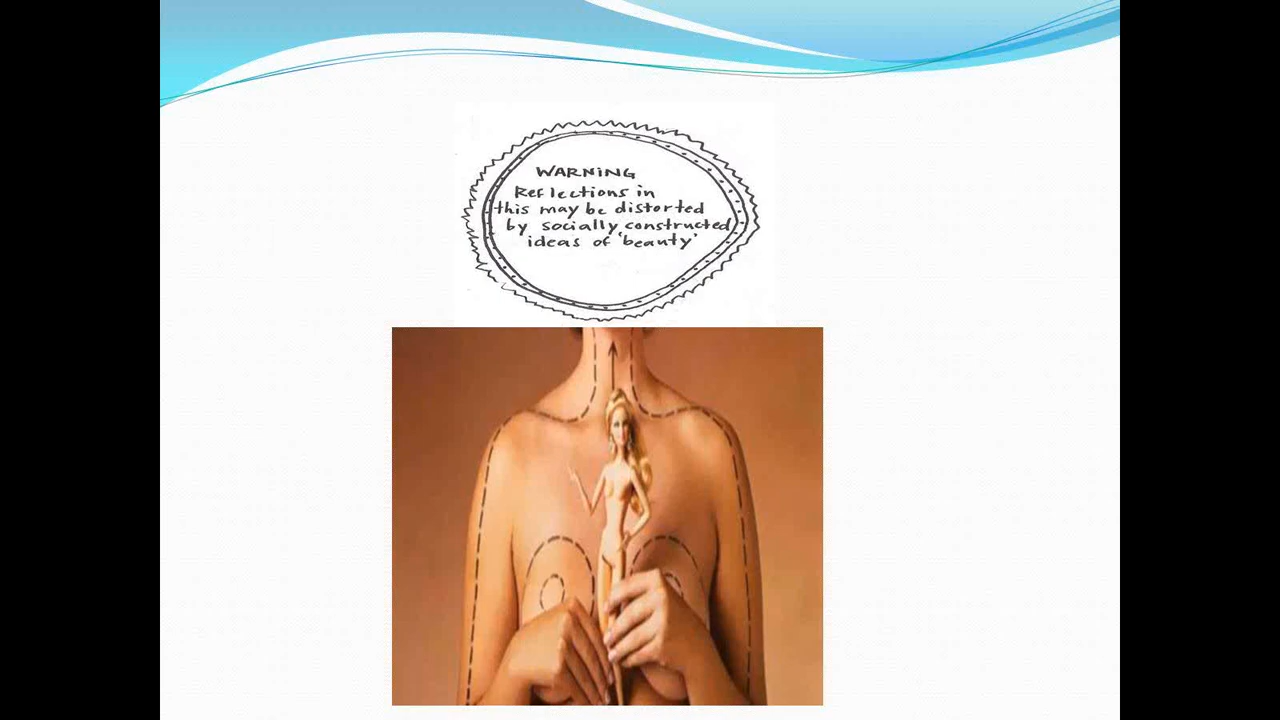 WARNING
Reflections in
this may be distorted
by socially constructed
ideas of 'beauty'